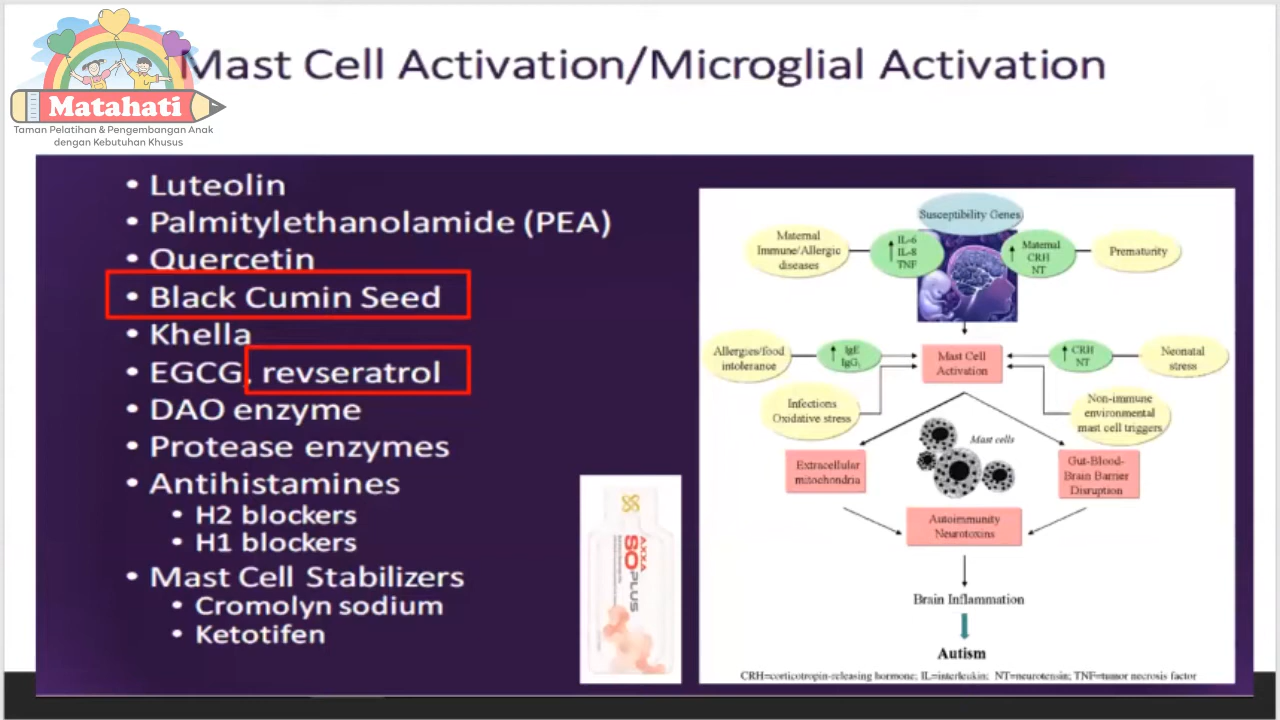 Mast Cell Activation/Microglial Activation
Matahati
Taman Pelatihan & Pengembangan Anak
dengan Kebutuhan Khusus
• Luteolin
• Palmitylethanolamide (PEA)
• Quercetin
• Black Cumin Seed
• Khella
• EGCG, revseratrol
• DAO enzyme
• Protease enzymes
• Antihistamines
• H2 blockers
• H1 blockers
• Mast Cell Stabilizers
• Cromolyn sodium
• Ketotifen
AXXA
SOPLUS
Susceptibility Genes
Maternal
Immune/Allergic
diseases
IL-6
IL-8
TNF
Maternal
CRH
NT
Prematurity
Allergies/food
intolerance
IgE
Mast Cell
Activation
CRH
NT
Neonatal
stress
Infections
Oxidative stress
Non-immune
environmental
mast cell triggers
Mast cells
Extracellular
mitochondria
Gut-Blood-
Brain Barrier
Disruption
Autoimmunity
Neurotoxins
Brain Inflammation
Autism
CRH=corticotropin-releasing hormone; IL=interleukin; NT=neurotensin; TNF=tumor necrosis factor